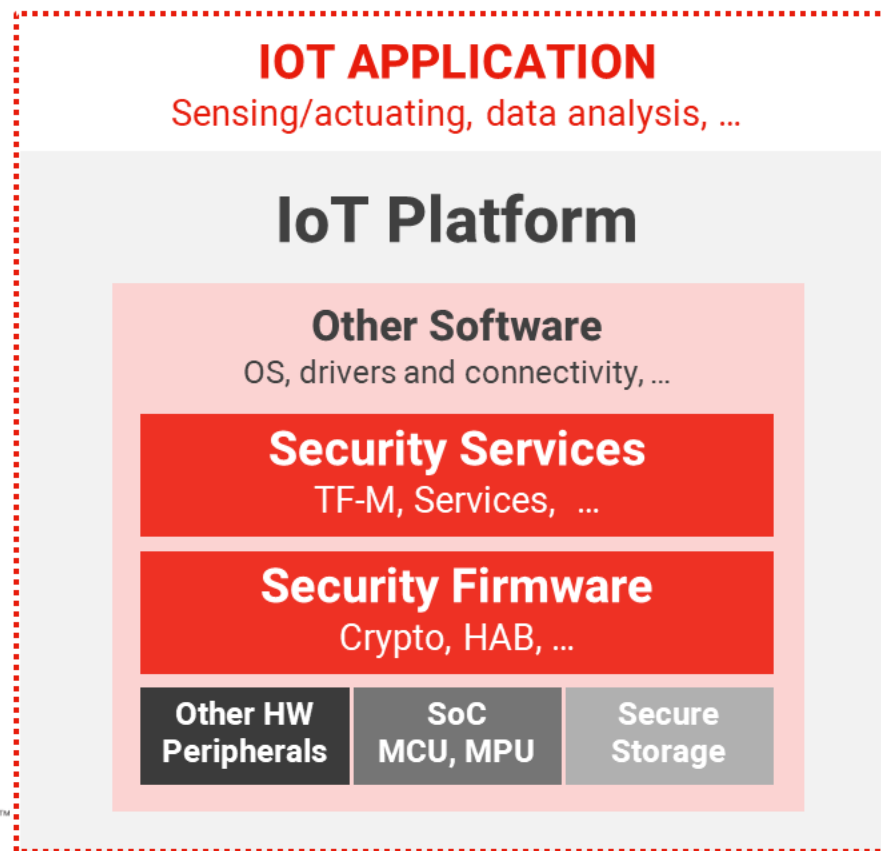 IOT APPLICATION
Sensing/actuating, data analysis, ...
IoT Platform
Other Software
OS, drivers and connectivity, ...
Security Services
TF-M, Services, ...
Security Firmware
Crypto, HAB, ...
Other HW
Peripherals
SoC
MCU, MPU
Secure
Storage
™